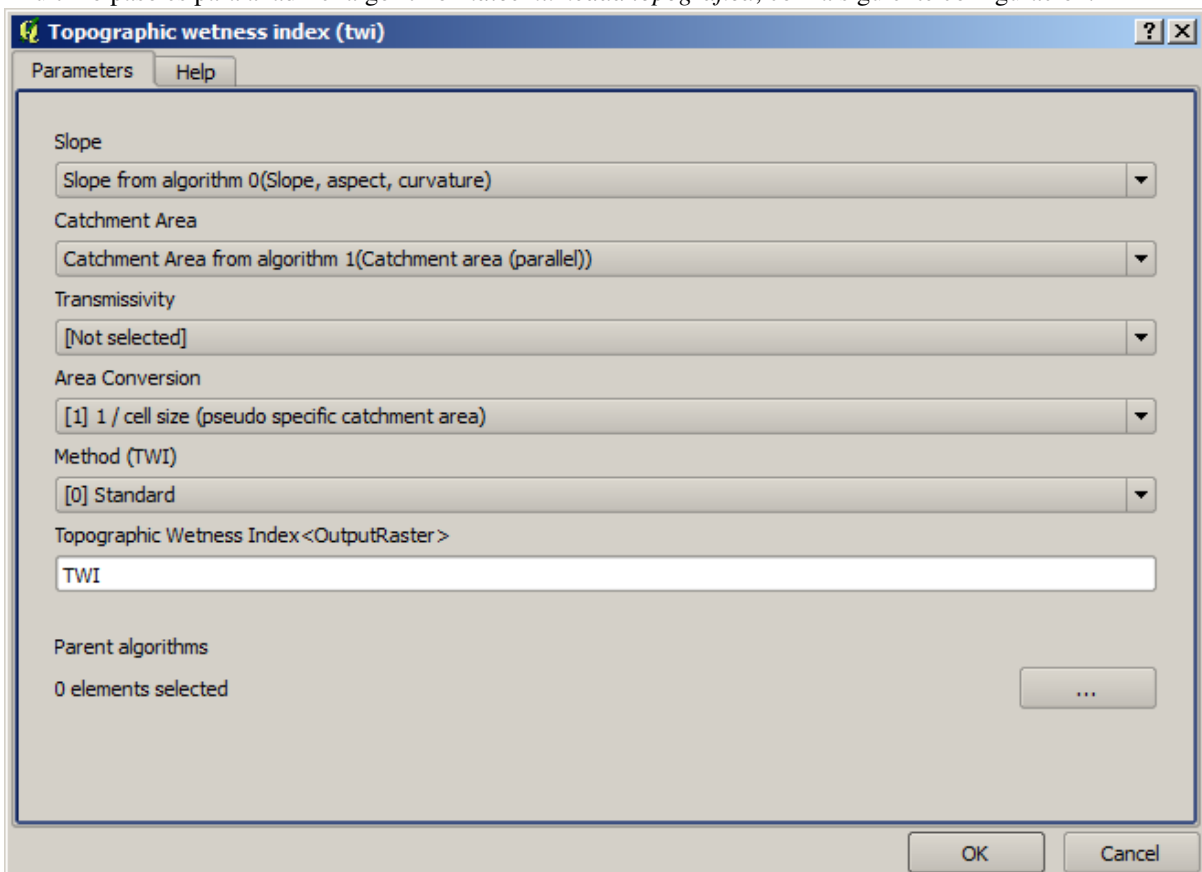 Topographic wetness index (twi)
Parameters Help
Slope
Slope from algorithm 0(Slope, aspect, curvature)
Catchment Area
Catchment Area from algorithm 1(Catchment area (parallel))
Transmissivity
[Not selected]
Area Conversion
[1] 1 / cell size (pseudo specific catchment area)
Method (TWI)
[0] Standard
Topographic Wetness Index<OutputRaster>
TWI
Parent algorithms
0 elements selected ...
OK Cancel